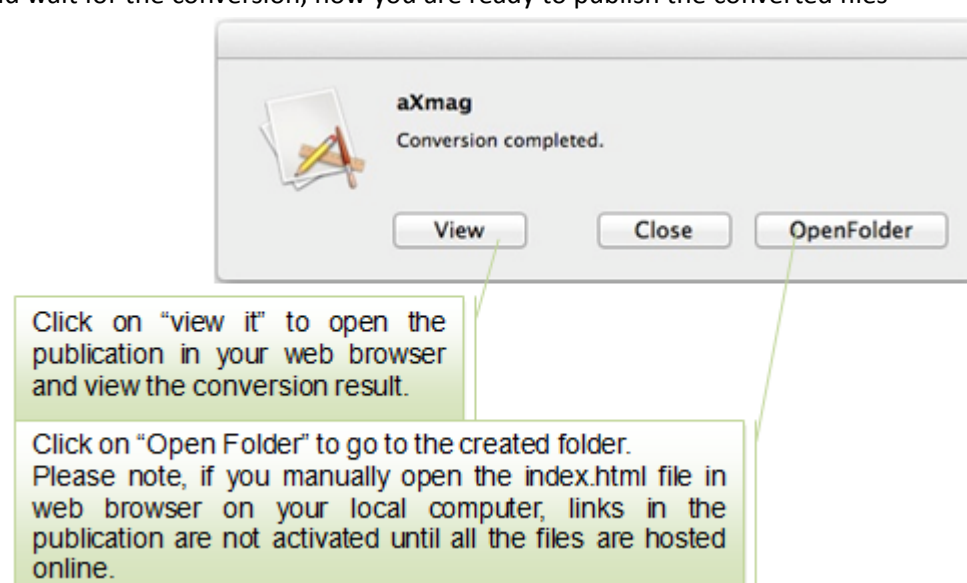 d wait for the conversion, now you are ready to publish the converted files
aXmag
Conversion completed.
View
Close
OpenFolder
Click on “view it” to open the
publication in your web browser
and view the conversion result.
Click on “Open Folder” to go to the created folder.
Please note, if you manually open the index.html file in
web browser on your local computer, links in the
publication are not activated until all the files are hosted
online.